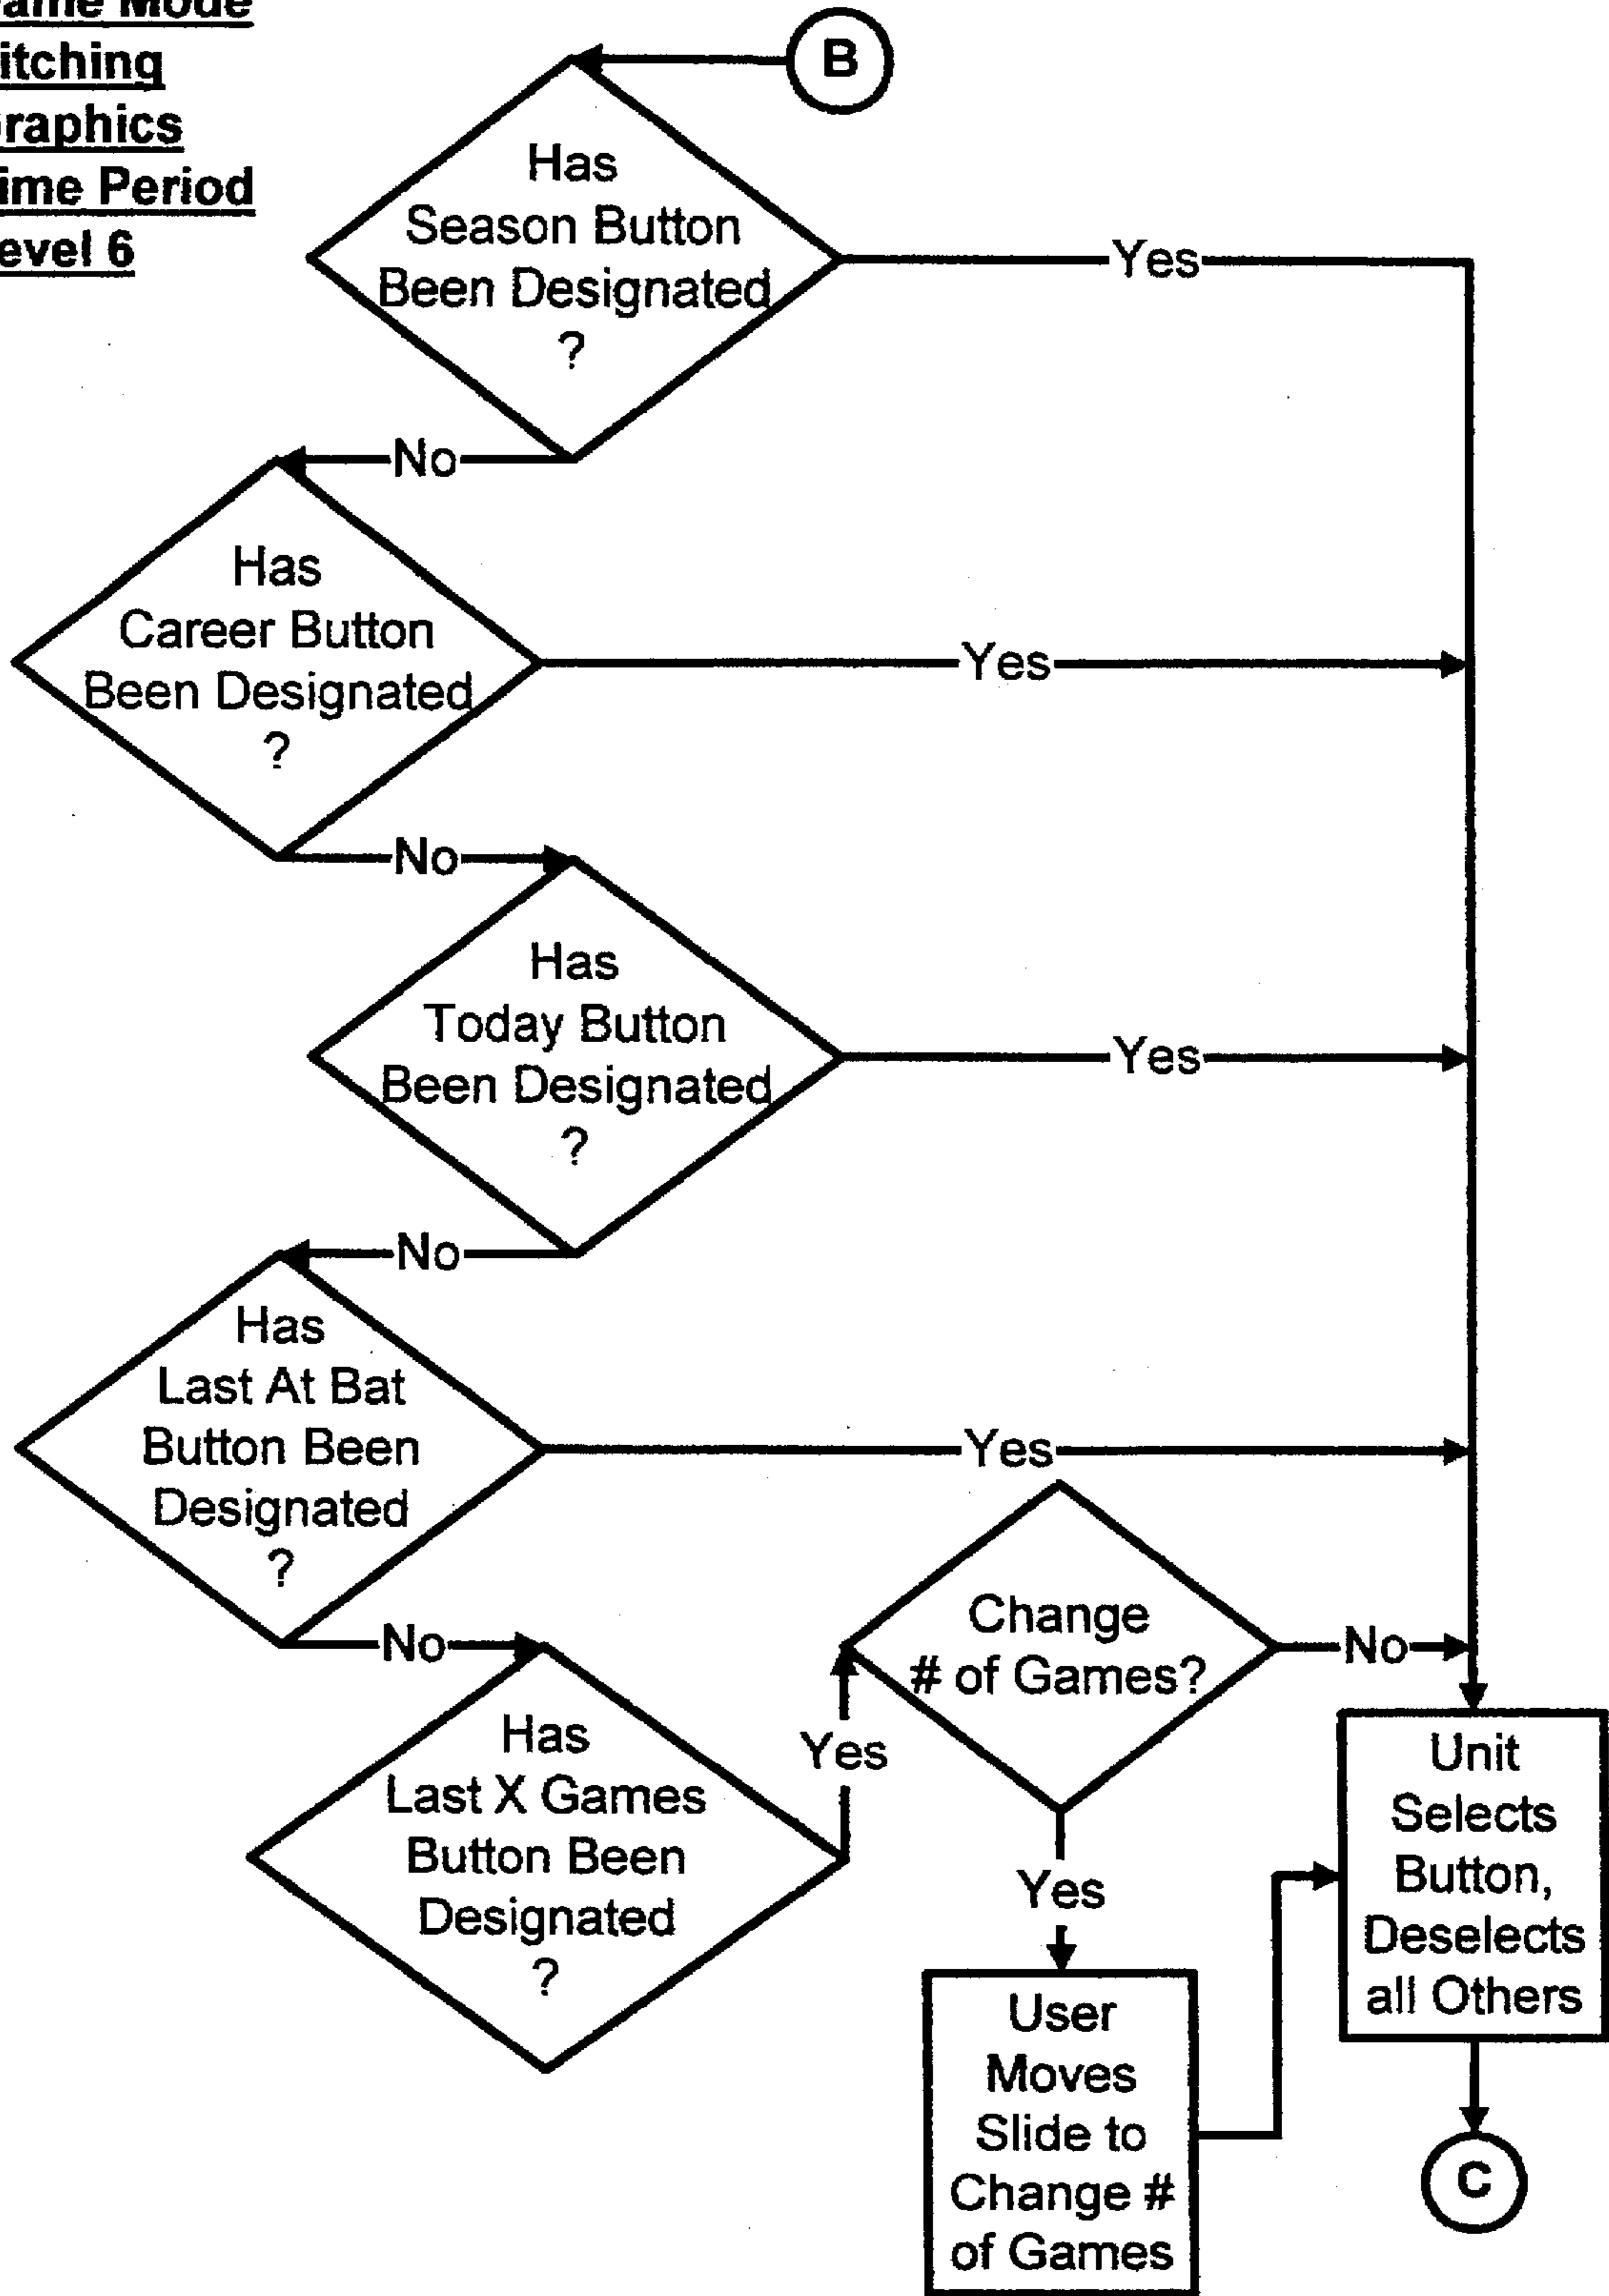 ame Mode
itching
raphics
ime Period
evel 6
B
Has
Season Button
Been Designated
?
Yes
No
Has
Career Button
Been Designated
?
Yes
No
Has
Today Button
Been Designated
?
Yes
No
Has
Last At Bat
Button Been
Designated
?
Yes
No
Has
Last X Games
Button Been
Designated
?
Yes
Change
# of Games?
No
Yes
User
Moves
Slide to
Change #
of Games
Unit
Selects
Button,
Deselects
all Others
C